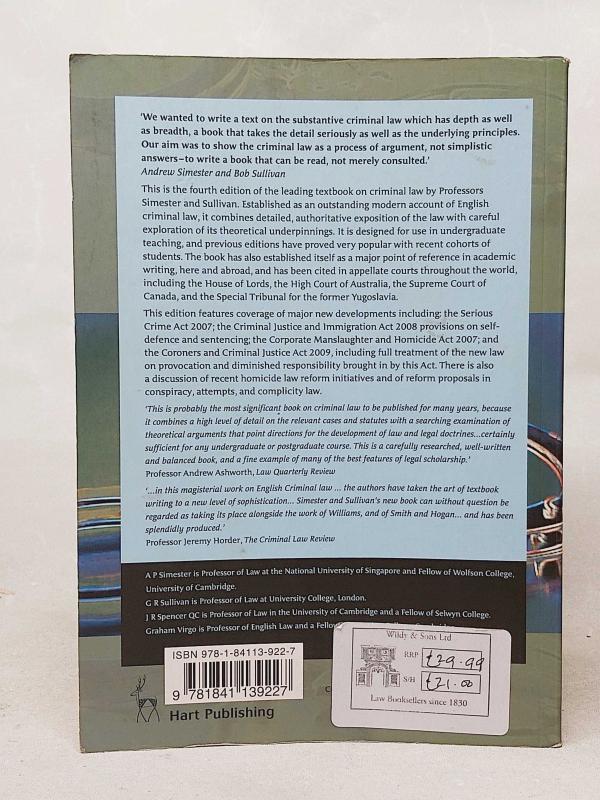 ‘We wanted to write a text on the substantive criminal law which has depth as well
as breadth, a book that takes the detail seriously as well as the underlying principles.
Our aim was to show the criminal law as a process of argument, not simplistic
answers–to write a book that can be read, not merely consulted.’
Andrew Simester and Bob Sullivan
This is the fourth edition of the leading textbook on criminal law by Professors
Simester and Sullivan. Established as an outstanding modern account of English
criminal law, it combines detailed, authoritative exposition of the law with careful
exploration of its theoretical underpinnings. It is designed for use in undergraduate
teaching, and previous editions have proved very popular with recent cohorts of
students. The book has also established itself as a major point of reference in academic
writing, here and abroad, and has been cited in appellate courts throughout the world,
including the House of Lords, the High Court of Australia, the Supreme Court of
Canada, and the Special Tribunal for the former Yugoslavia.
This edition features coverage of major new developments including: the Serious
Crime Act 2007; the Criminal Justice and Immigration Act 2008 provisions on self-
defence and sentencing; the Corporate Manslaughter and Homicide Act 2007; and
the Coroners and Criminal Justice Act 2009, including full treatment of the new law
on provocation and diminished responsibility brought in by this Act. There is also
a discussion of recent homicide law reform initiatives and of reform proposals in
conspiracy, attempts, and complicity law.
‘This is probably the most significant book on criminal law to be published for many years, because
it combines a high level of detail on the relevant cases and statutes with a searching examination of
theoretical arguments that point directions for the development of law and legal doctrines...certainly
sufficient for any undergraduate or postgraduate course. This is a carefully researched, well-written
and balanced book, and a fine example of many of the best features of legal scholarship.’
Professor Andrew Ashworth, Law Quarterly Review
‘...in this magisterial work on English Criminal law ... the authors have taken the art of textbook
writing to a new level of sophistication... Simester and Sullivan's new book can without question be
regarded as taking its place alongside the work of Williams, and of Smith and Hogan... and has been
splendidly produced.’
Professor Jeremy Horder, The Criminal Law Review
A P Simester is Professor of Law at the National University of Singapore and Fellow of Wolfson College,
University of Cambridge.
G R Sullivan is Professor of Law at University College, London.
J R Spencer QC is Professor of Law in the University of Cambridge and a Fellow of Selwyn College.
Graham Virgo is Professor of English Law and a Fellow
ISBN 978-1-84113-922-7
9 781841 139227
Hart Publishing
Wildy & Sons Ltd
RRP £29.99
S/H £21.00
Law Booksellers since 1830